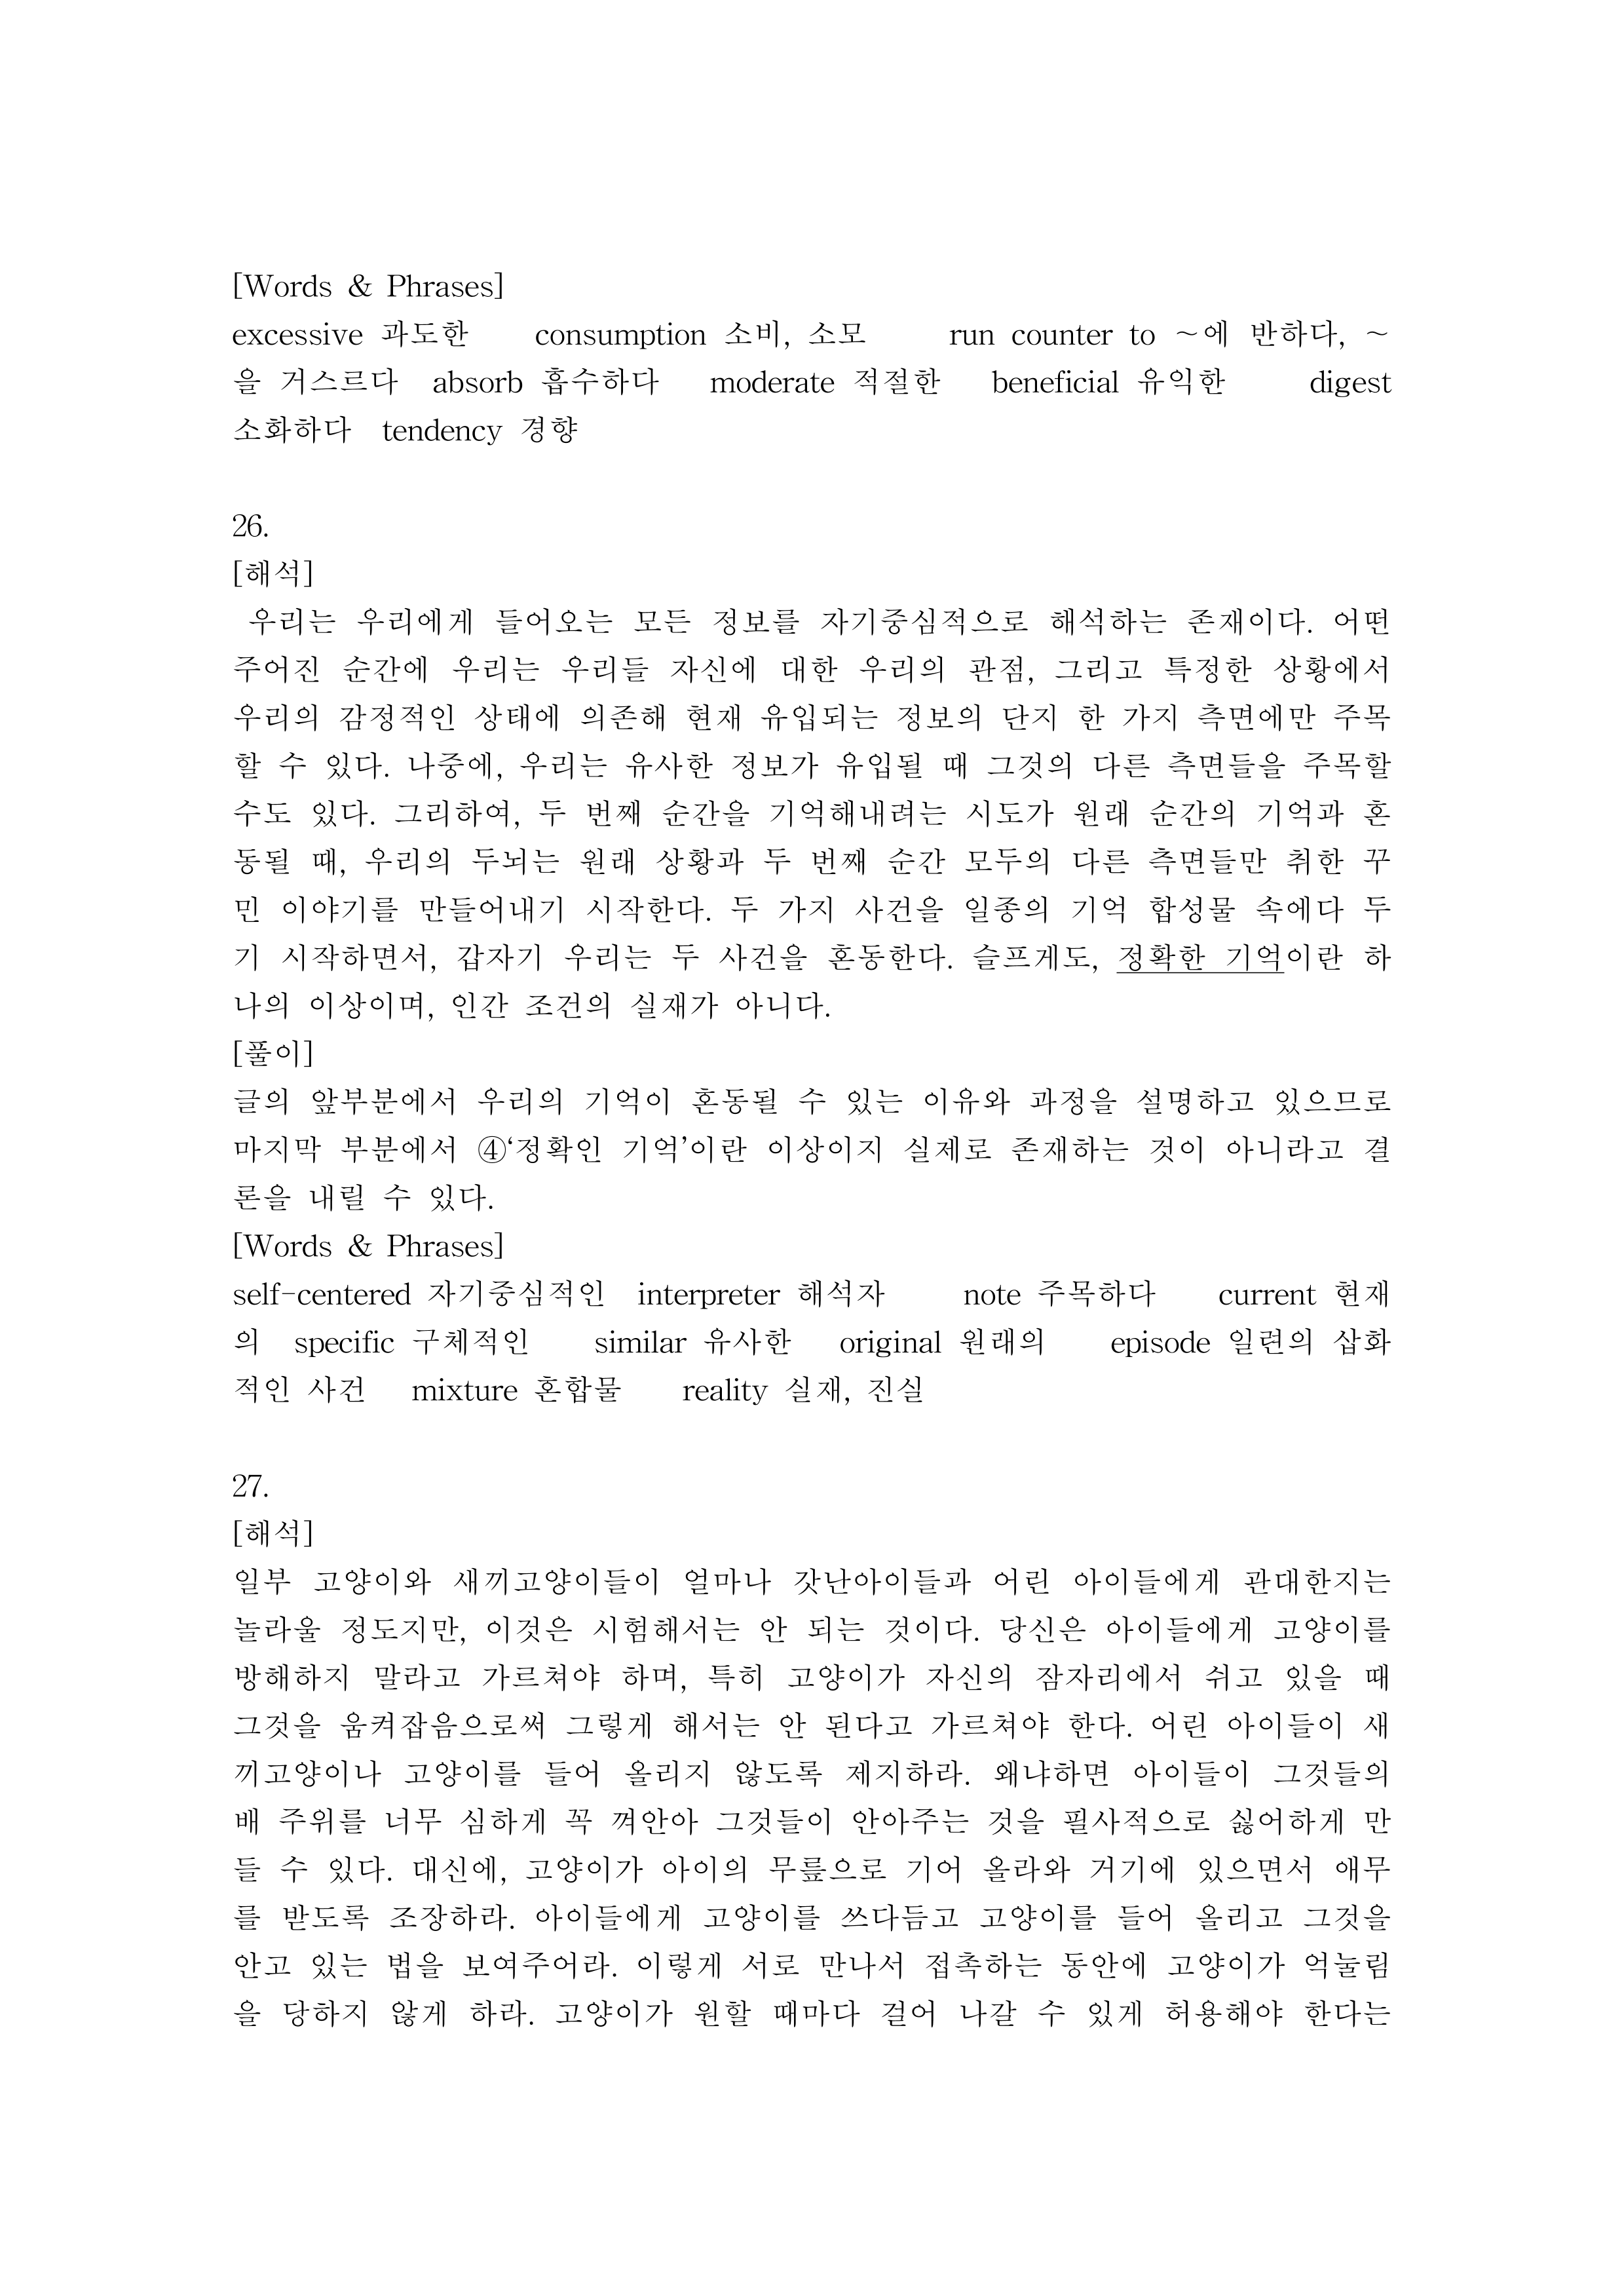 [Words & Phrases]
excessive 과도한 consumption 소비, 소모 run counter to ~에 반하다, ~
을 거스르다 absorb 흡수하다 moderate 적절한 beneficial 유익한 digest
소화하다 tendency 경향
26.
[해석]
우리는 우리에게 들어오는 모든 정보를 자기중심적으로 해석하는 존재이다. 어떤
주어진 순간에 우리는 우리들 자신에 대한 우리의 관점, 그리고 특정한 상황에서
우리의 감정적인 상태에 의존해 현재 유입되는 정보의 단지 한 가지 측면에만 주목
할 수 있다. 나중에, 우리는 유사한 정보가 유입될 때 그것의 다른 측면들을 주목할
수도 있다. 그리하여, 두 번째 순간을 기억해내려는 시도가 원래 순간의 기억과 혼
동될 때, 우리의 두뇌는 원래 상황과 두 번째 순간 모두의 다른 측면들만 취한 꾸
민 이야기를 만들어내기 시작한다. 두 가지 사건을 일종의 기억 합성물 속에다 두
기 시작하면서, 갑자기 우리는 두 사건을 혼동한다. 슬프게도, 정확한 기억이란 하
나의 이상이며, 인간 조건의 실재가 아니다.
[풀이]
글의 앞부분에서 우리의 기억이 혼동될 수 있는 이유와 과정을 설명하고 있으므로
마지막 부분에서 ④‘정확인 기억’이란 이상이지 실제로 존재하는 것이 아니라고 결
론을 내릴 수 있다.
[Words & Phrases]
self-centered 자기중심적인 interpreter 해석자 note 주목하다 current 현재
의 specific 구체적인 similar 유사한 original 원래의 episode 일련의 삽화
적인 사건 mixture 혼합물 reality 실재, 진실
27.
[해석]
일부 고양이와 새끼고양이들이 얼마나 갓난아이들과 어린 아이들에게 관대한지는
놀라울 정도지만, 이것은 시험해서는 안 되는 것이다. 당신은 아이들에게 고양이를
방해하지 말라고 가르쳐야 하며, 특히 고양이가 자신의 잠자리에서 쉬고 있을 때
그것을 움켜잡음으로써 그렇게 해서는 안 된다고 가르쳐야 한다. 어린 아이들이 새
끼고양이나 고양이를 들어 올리지 않도록 제지하라. 왜냐하면 아이들이 그것들의
배 주위를 너무 심하게 꼭 껴안아 그것들이 안아주는 것을 필사적으로 싫어하게 만
들 수 있다. 대신에, 고양이가 아이의 무릎으로 기어 올라와 거기에 있으면서 애무
를 받도록 조장하라. 아이들에게 고양이를 쓰다듬고 고양이를 들어 올리고 그것을
안고 있는 법을 보여주어라. 이렇게 서로 만나서 접촉하는 동안에 고양이가 억눌림
을 당하지 않게 하라. 고양이가 원할 때마다 걸어 나갈 수 있게 허용해야 한다는